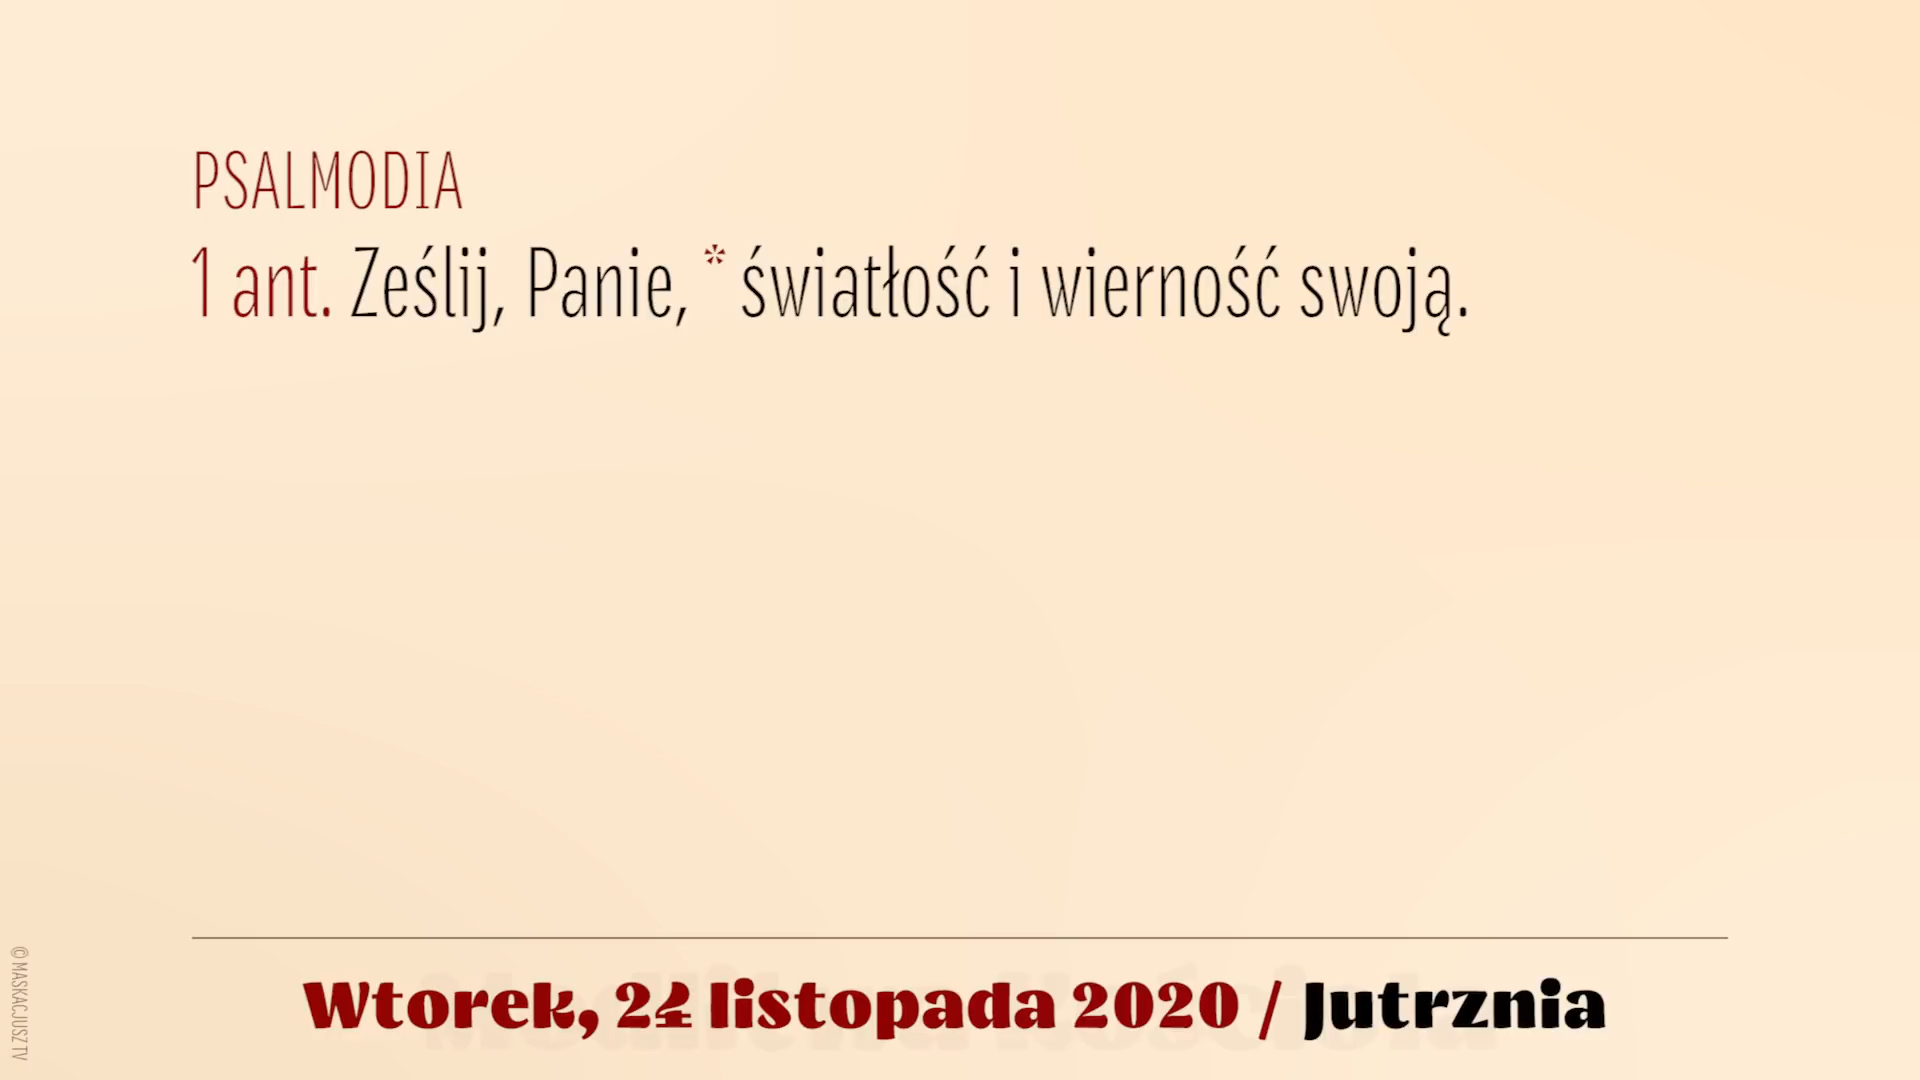 PSALMODIA
1 ant. Ześlij, Panie, * światłość i wierność swoją.
Wtorek, 24 listopada 2020 / Jutrznia
© MASKACJUSZ TV